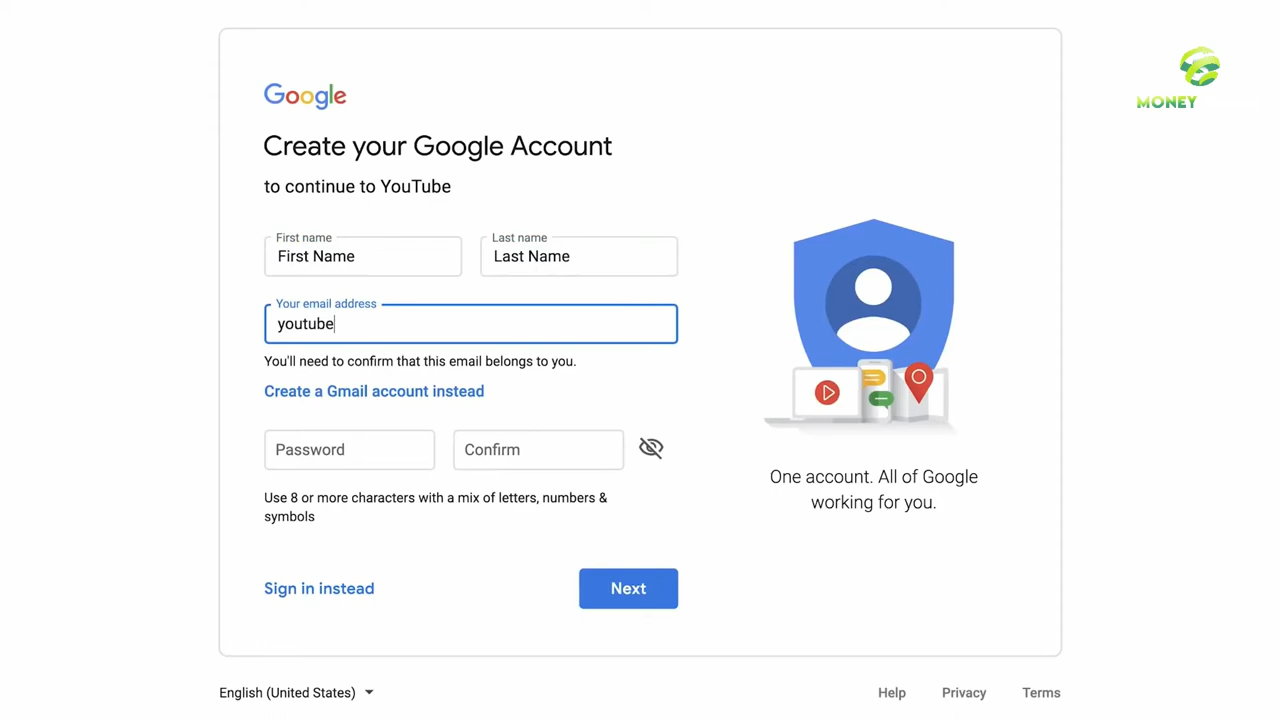 MONEY
Google
Create your Google Account
to continue to YouTube
First name
First Name
Last name
Last Name
Your email address
youtube
You'll need to confirm that this email belongs to you.
Create a Gmail account instead
Password
Confirm
Use 8 or more characters with a mix of letters, numbers &
symbols
Sign in instead
Next
One account. All of Google
working for you.
English (United States)
Help
Privacy
Terms